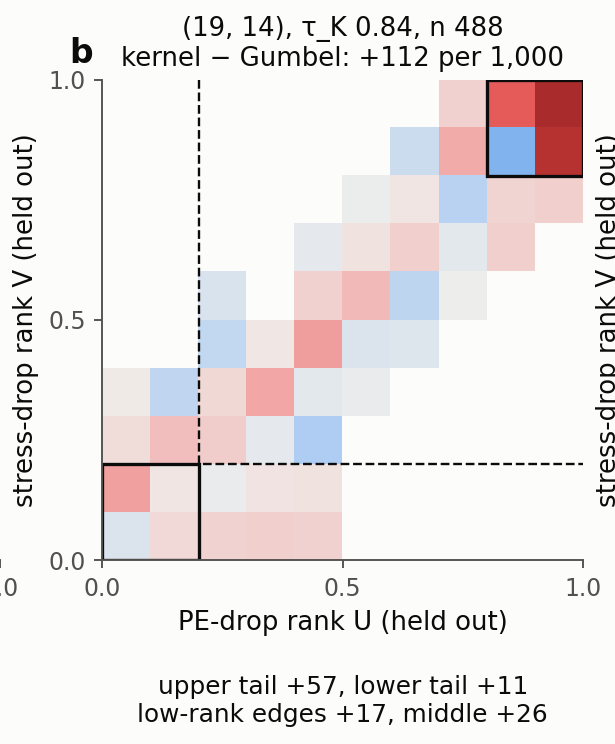 (19, 14), τ_K 0.84, n 488
b kernel − Gumbel: +112 per 1,000
1.0
0.5
0.0
stress-drop rank V (held out)
stress-drop rank V (held out)
.0 0.0 0.5 1.0
PE-drop rank U (held out)
upper tail +57, lower tail +11
low-rank edges +17, middle +26